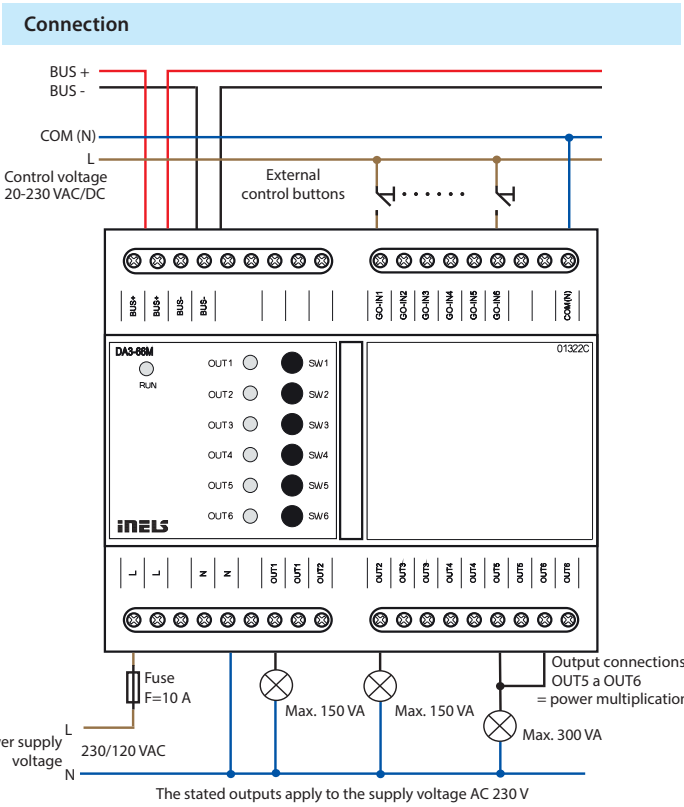 Connection
BUS +
BUS -
COM (N)
L
Control voltage
20-230 VAC/DC
External
control buttons
BUS+
BUS+
BUS-
BUS-
GO-IN1
GO-IN2
GO-IN3
GO-IN4
GO-IN5
GO-IN6
COM(N)
DA3-66M
RUN
01322C
OUT1
SW1
OUT2
SW2
OUT3
SW3
OUT4
SW4
OUT5
SW5
OUT6
SW6
iNELS
L
L
N
N
OUT1
OUT1
OUT2
OUT2
OUT3
OUT3
OUT4
OUT4
OUT5
OUT5
OUT6
OUT6
Fuse
F=10 A
Max. 150 VA
Max. 150 VA
Output connections
OUT5 a OUT6
= power multiplication
Max. 300 VA
supply
voltage
L
230/120 VAC
N
The stated outputs apply to the supply voltage AC 230 V